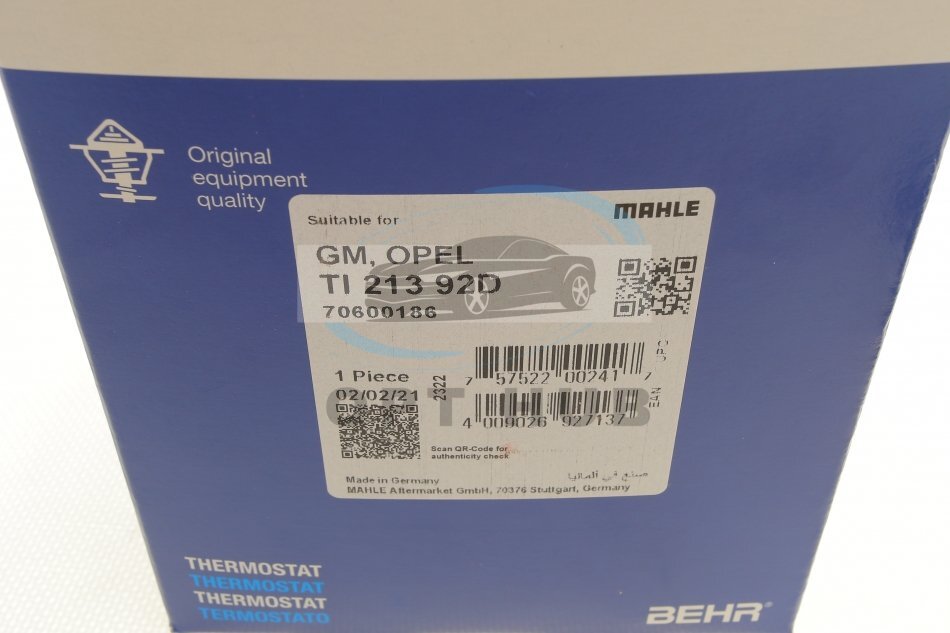 Original
equipment
quality
Suitable for
MAHLE
GM, OPEL
TI 213 92D
70600186
1 Piece
02/02/21
2322
7 57522 00241 7
UPC
4 009026 927137
EAN
Scan QR-Code for
authenticity check
Made in Germany
صنع في ألمانيا
MAHLE Aftermarket GmbH, 70376 Stuttgart, Germany
THERMOSTAT
THERMOSTAT
THERMOSTAT
TERMOSTATO
BEHR®